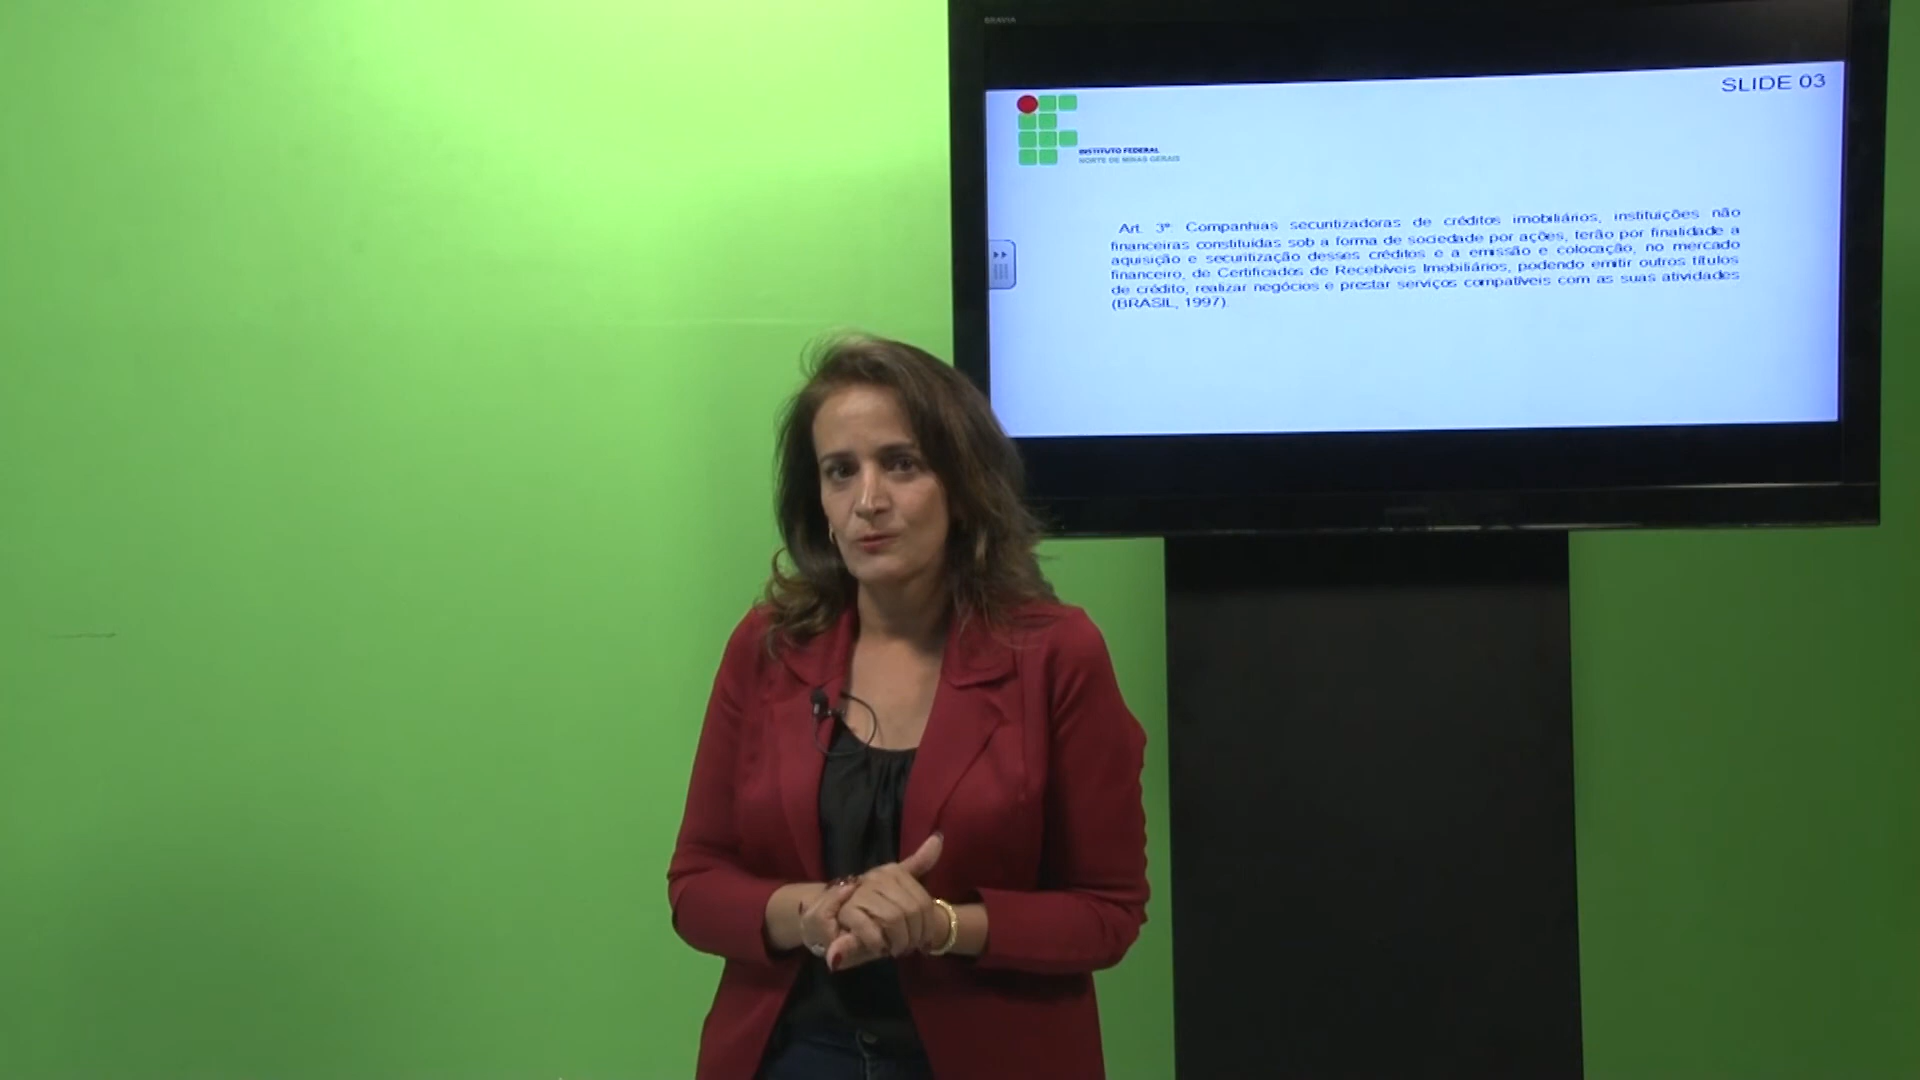 BRAVIA
SLIDE 03
INSTITUTO FEDERAL
NORTE DE MINAS GERAIS
Art. 3º: Companhias securitizadoras de créditos imobiliários, instituições não
financeiras constituídas sob a forma de sociedade por ações, terão por finalidade a
aquisição e securitização desses créditos e a emissão e colocação, no mercado
financeiro, de Certificados de Recebíveis Imobiliários, podendo emitir outros títulos
de crédito, realizar negócios e prestar serviços compatíveis com as suas atividades
(BRASIL, 1997).